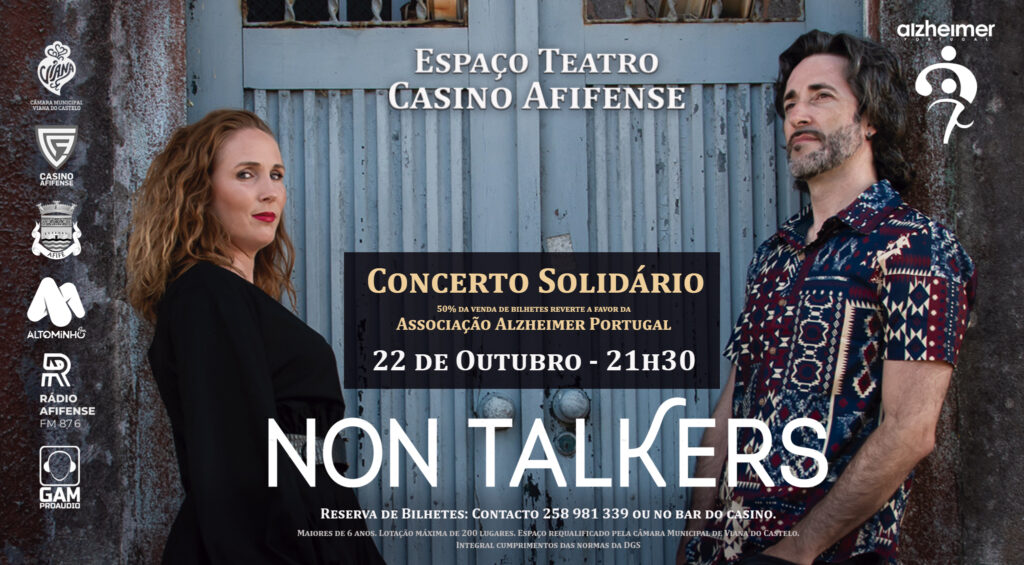 ESPAÇO TEATRO
CASINO AFIFENSE
alzheimer
PORTUGAL
VIANA
CÂMARA MUNICIPAL
VIANA DO CASTELO
CASINO
AFIFENSE
AFIFE
ALTOMINHO
RÁDIO
AFIFENSE
FM 87.6
GAM
PROAUDIO
CONCERTO SOLIDÁRIO
50% DA VENDA DE BILHETES REVERTE A FAVOR DA
ASSOCIAÇÃO ALZHEIMER PORTUGAL
22 DE OUTUBRO - 21H30
NON TALKERS
RESERVA DE BILHETES: CONTACTO 258 981 339 OU NO BAR DO CASINO.
MAIORES DE 6 ANOS. LOTAÇÃO MÁXIMA DE 200 LUGARES. ESPAÇO REQUALIFICADO PELA CÂMARA MUNICIPAL DE VIANA DO CASTELO.
INTEGRAL CUMPRIMENTOS DAS NORMAS DA DGS